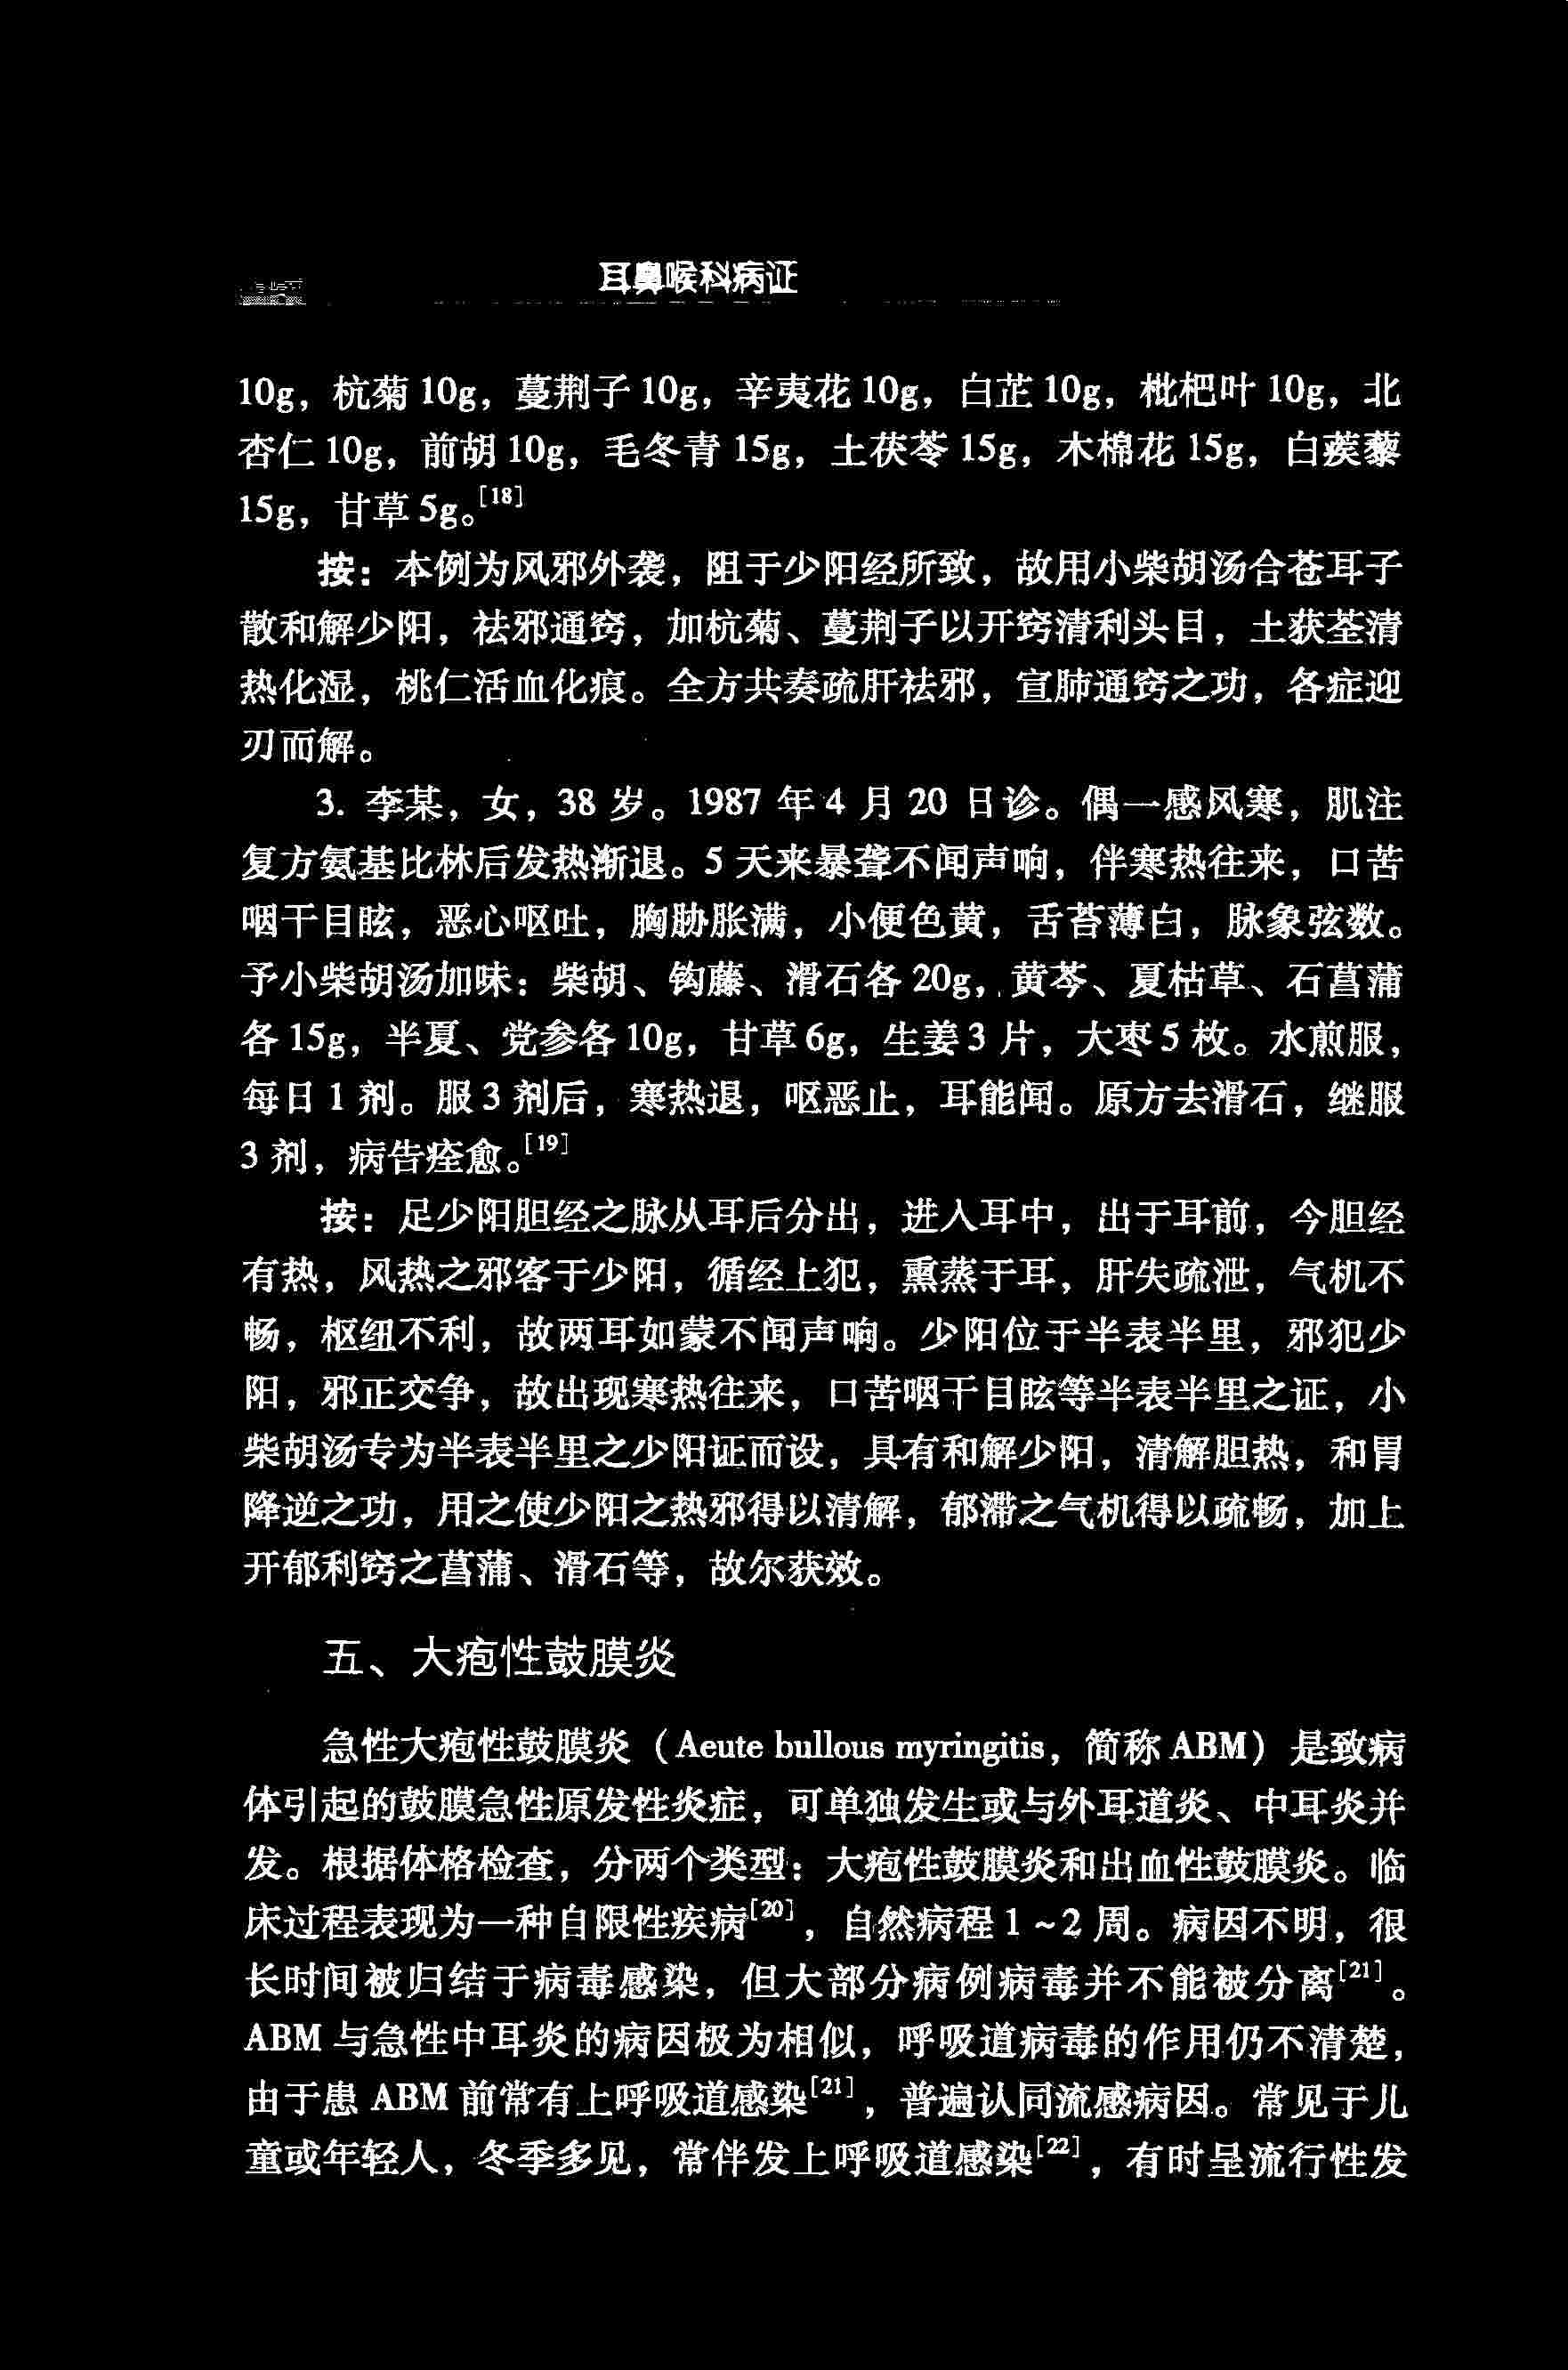 耳鼻喉科病证
10g，杭菊 10g，蔓荆子 10g，辛夷花 10g，白芷 10g，枇杷叶 10g，北
杏仁 10g，前胡 10g，毛冬青 15g，土茯苓 15g，木棉花 15g，白蒺藜
15g，甘草 5g。[18]
按：本例为风邪外袭，阻于少阳经所致，故用小柴胡汤合苍耳子
散和解少阳，祛邪通窍，加杭菊、蔓荆子以开窍清利头目，土获荃清
热化湿，桃仁活血化痕。全方共奏疏肝祛邪，宣肺通窍之功，各症迎
刃而解。
3. 李某，女，38 岁。1987 年 4 月 20 日诊。偶一感风寒，肌注
复方氨基比林后发热渐退。5 天来暴聋不闻声响，伴寒热往来，口苦
咽干目眩，恶心呕吐，胸胁胀满，小便色黄，舌苔薄白，脉象弦数。
予小柴胡汤加味：柴胡、钩藤、滑石各 20g，黄芩、夏枯草、石菖蒲
各 15g，半夏、党参各 10g，甘草 6g，生姜 3 片，大枣 5 枚。水煎服，
每日 1 剂。服 3 剂后，寒热退，呕恶止，耳能闻。原方去滑石，继服
3 剂，病告痊愈。[19]
按：足少阳胆经之脉从耳后分出，进入耳中，出于耳前，今胆经
有热，风热之邪客于少阳，循经上犯，熏蒸于耳，肝失疏泄，气机不
畅，枢纽不利，故两耳如蒙不闻声响。少阳位于半表半里，邪犯少
阳，邪正交争，故出现寒热往来，口苦咽干目眩等半表半里之证，小
柴胡汤专为半表半里之少阳证而设，具有和解少阳，清解胆热，和胃
降逆之功，用之使少阳之热邪得以清解，郁滞之气机得以疏畅，加上
开郁利窍之菖蒲、滑石等，故尔获效。
五、大疱性鼓膜炎
急性大疱性鼓膜炎（Aeute bullous myringitis，简称 ABM）是致病
体引起的鼓膜急性原发性炎症，可单独发生或与外耳道炎、中耳炎并
发。根据体格检查，分两个类型：大疱性鼓膜炎和出血性鼓膜炎。临
床过程表现为一种自限性疾病[20]，自然病程 1～2 周。病因不明，很
长时间被归结于病毒感染，但大部分病例病毒并不能被分离[21]。
ABM 与急性中耳炎的病因极为相似，呼吸道病毒的作用仍不清楚，
由于患 ABM 前常有上呼吸道感染[21]，普遍认同流感病因。常见于儿
童或年轻人，冬季多见，常伴发上呼吸道感染[22]，有时呈流行性发